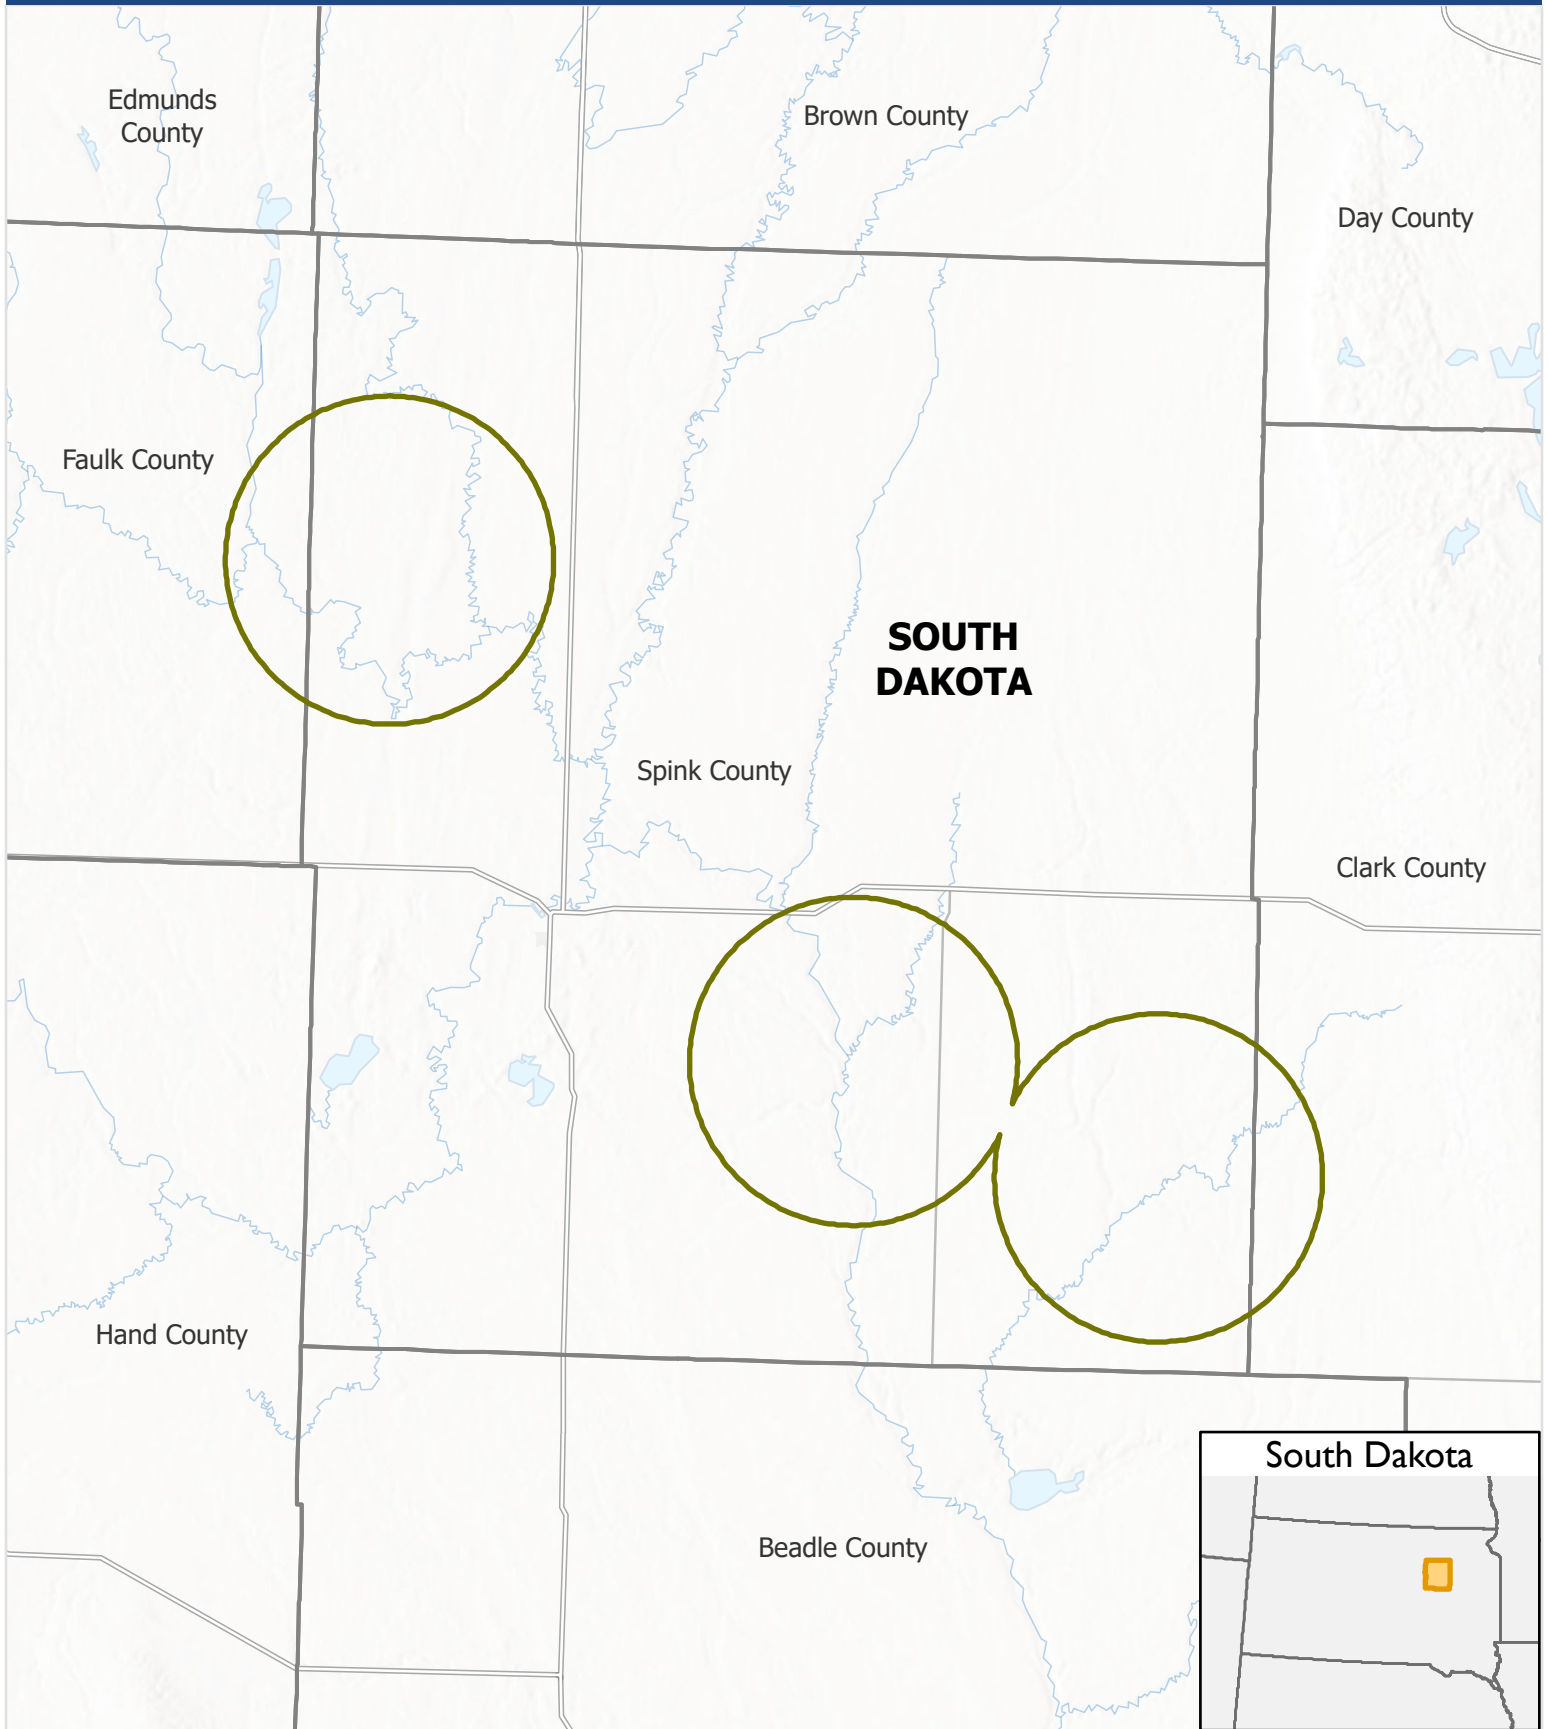 Edmunds
County
Brown County
Day County
Faulk County
SOUTH
DAKOTA
Spink County
Clark County
Hand County
South Dakota
Beadle County